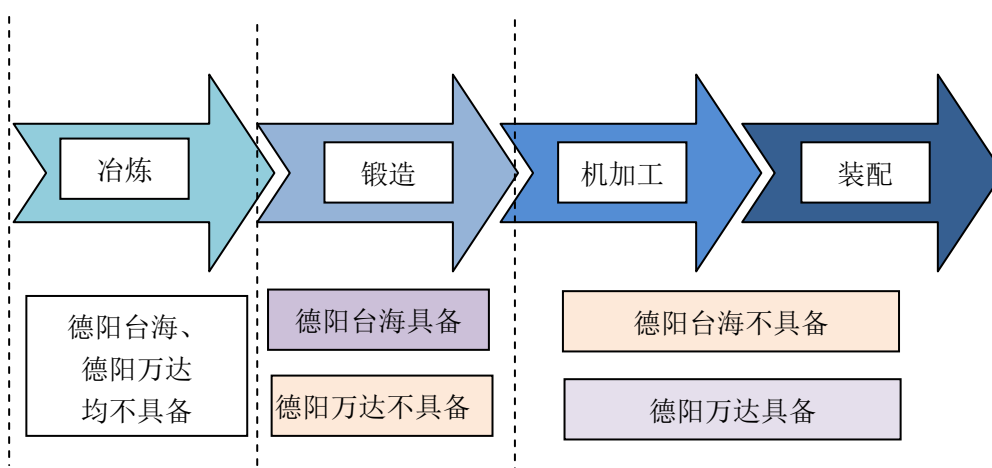 冶炼
锻造
机加工
装配
德阳台海、
德阳万达
均不具备
德阳台海具备
德阳万达不具备
德阳台海不具备
德阳万达具备